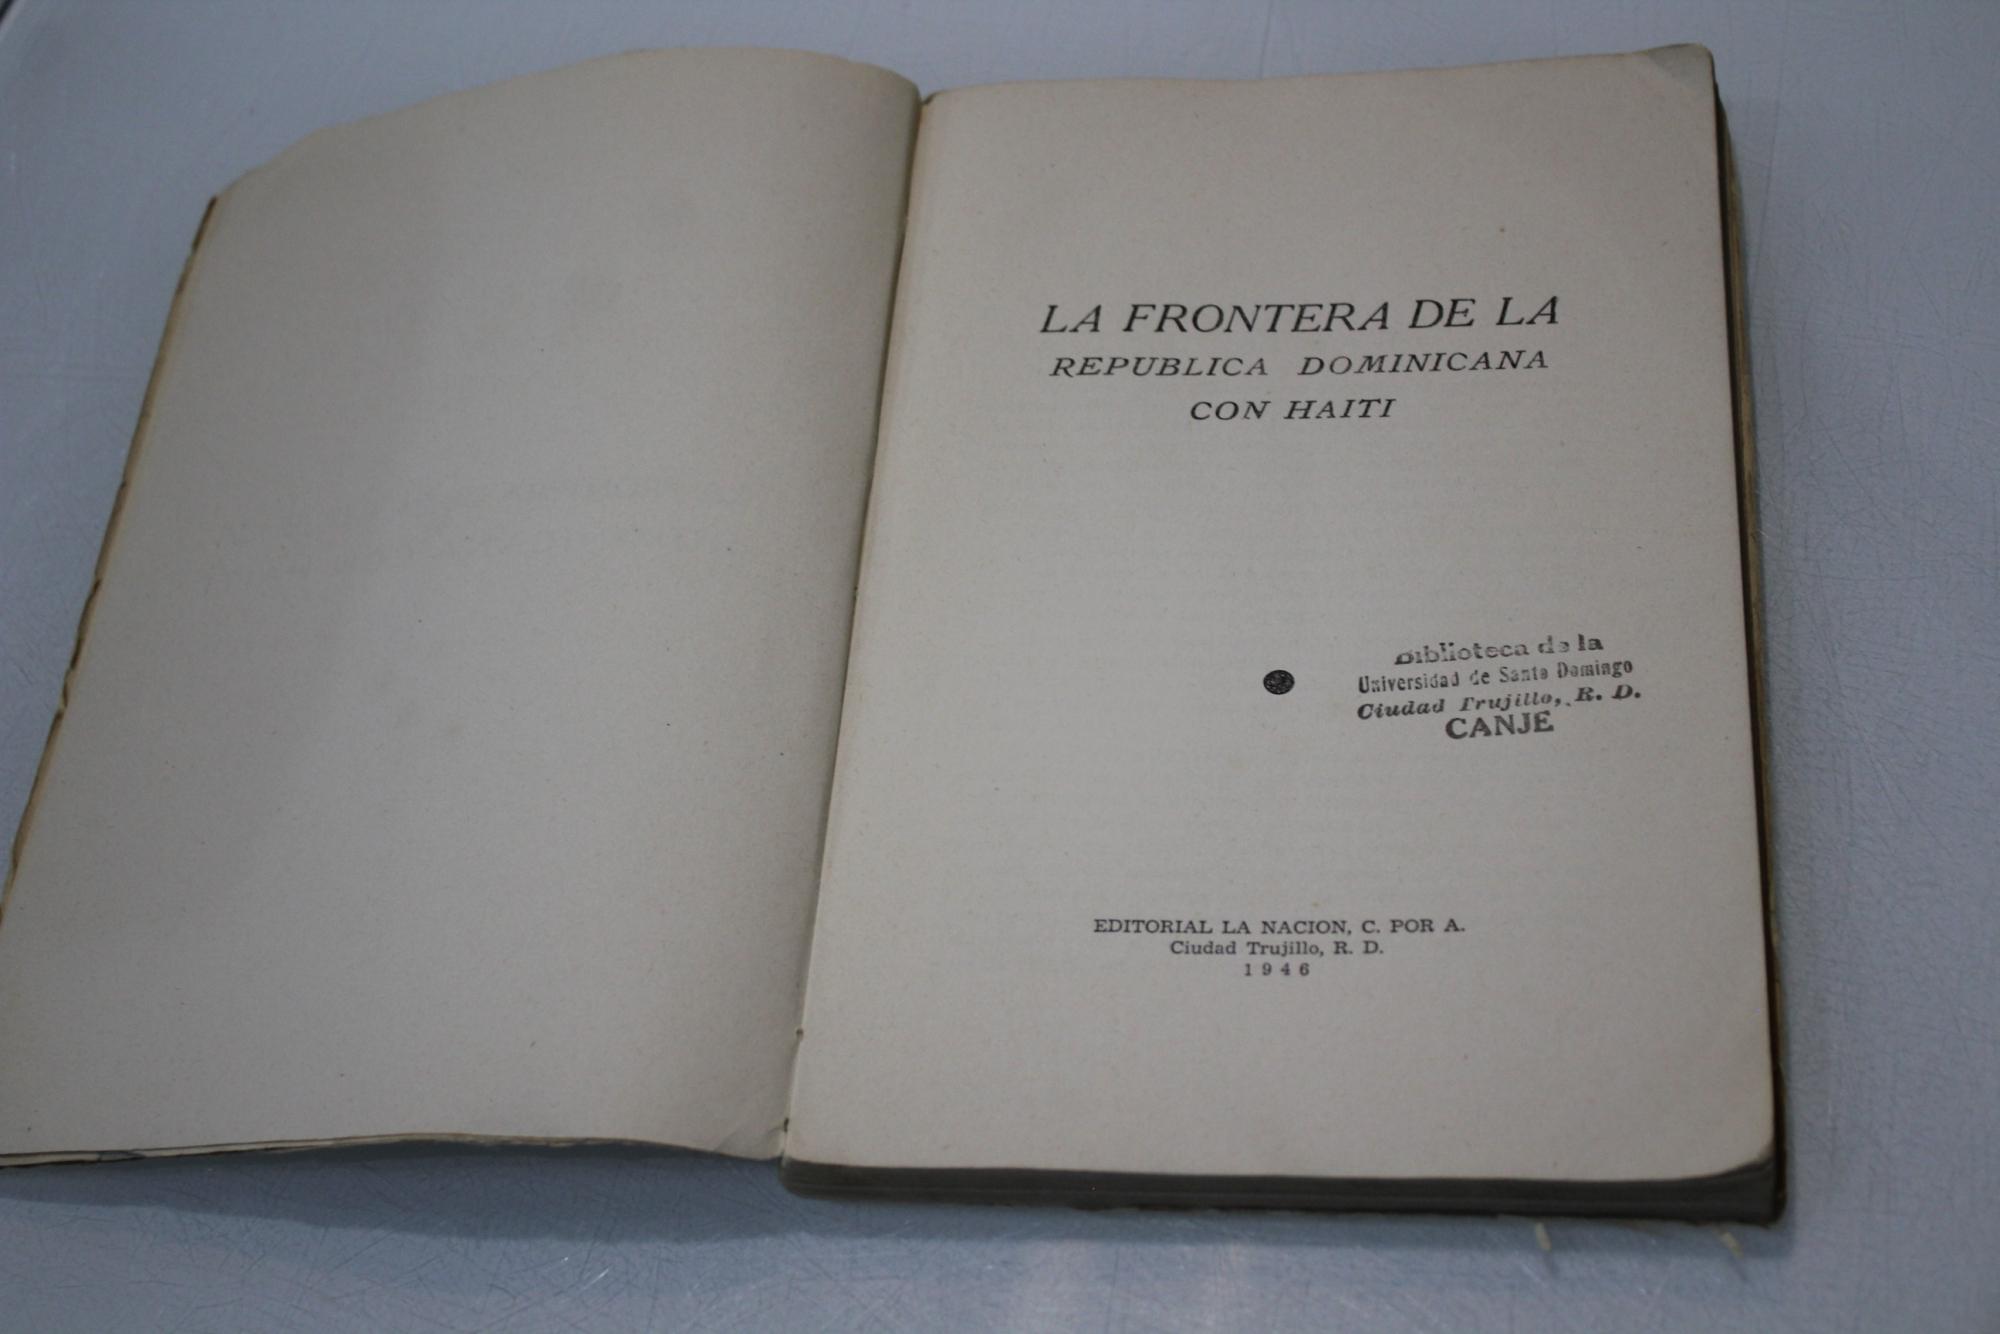 LA FRONTERA DE LA
REPUBLICA DOMINICANA
CON HAITI
Biblioteca de la
Universidad de Santo Domingo
Ciudad Trujillo, R. D.
CANJE
EDITORIAL LA NACION, C. POR A.
Ciudad Trujillo, R. D.
1946